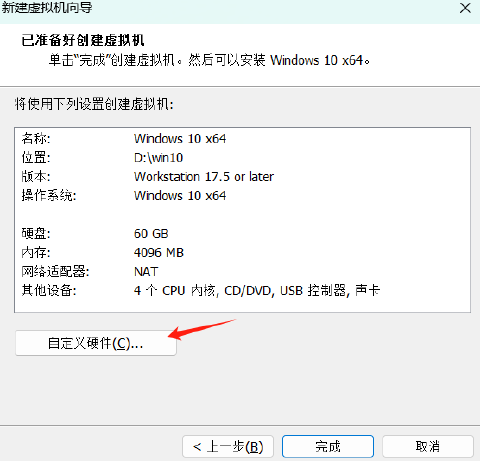 新建虚拟机向导
已准备好创建虚拟机
单击“完成”创建虚拟机。然后可以安装 Windows 10 x64。
将使用下列设置创建虚拟机:
名称: Windows 10 x64
位置: D:\win10
版本: Workstation 17.5 or later
操作系统: Windows 10 x64
硬盘: 60 GB
内存: 4096 MB
网络适配器: NAT
其他设备: 4 个 CPU 内核, CD/DVD, USB 控制器, 声卡
自定义硬件(C)...
< 上一步(B) 完成 取消